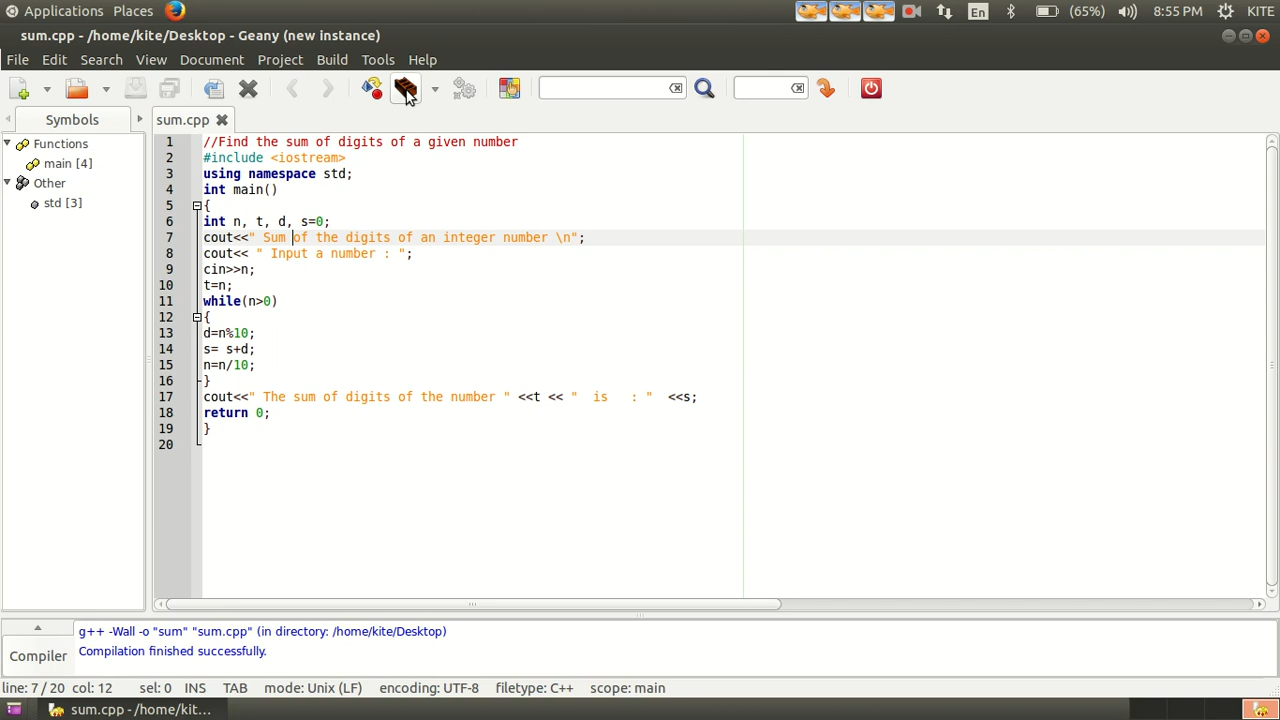 Applications Places En (65%) 8:55 PM KITE
sum.cpp - /home/kite/Desktop - Geany (new instance)
File Edit Search View Document Project Build Tools Help
Symbols
sum.cpp
Functions
main [4]
Other
std [3]
1 //Find the sum of digits of a given number
2 #include <iostream>
3 using namespace std;
4 int main()
5 {
6 int n, t, d, s=0;
7 cout<<" Sum of the digits of an integer number \n";
8 cout<< " Input a number : ";
9 cin>>n;
10 t=n;
11 while(n>0)
12 {
13 d=n%10;
14 s= s+d;
15 n=n/10;
16 }
17 cout<<" The sum of digits of the number " <<t << "  is   : "  <<s;
18 return 0;
19 }
20
Compiler
g++ -Wall -o "sum" "sum.cpp" (in directory: /home/kite/Desktop)
Compilation finished successfully.
line: 7 / 20 col: 12 sel: 0 INS TAB mode: Unix (LF) encoding: UTF-8 filetype: C++ scope: main
sum.cpp - /home/kit...